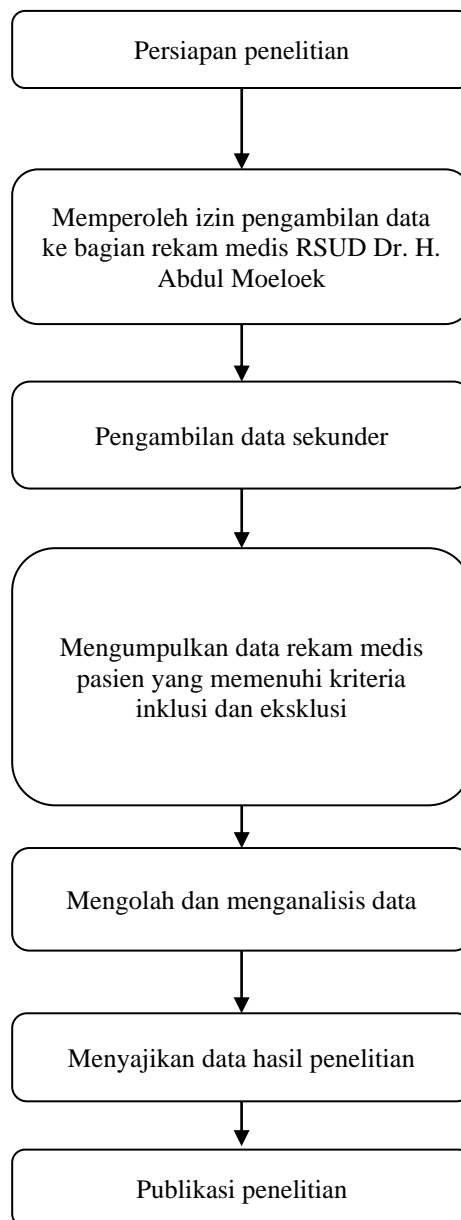 Persiapan penelitian
Memperoleh izin pengambilan data
ke bagian rekam medis RSUD Dr. H.
Abdul Moeloek
Pengambilan data sekunder
Mengumpulkan data rekam medis
pasien yang memenuhi kriteria
inklusi dan eksklusi
Mengolah dan menganalisis data
Menyajikan data hasil penelitian
Publikasi penelitian